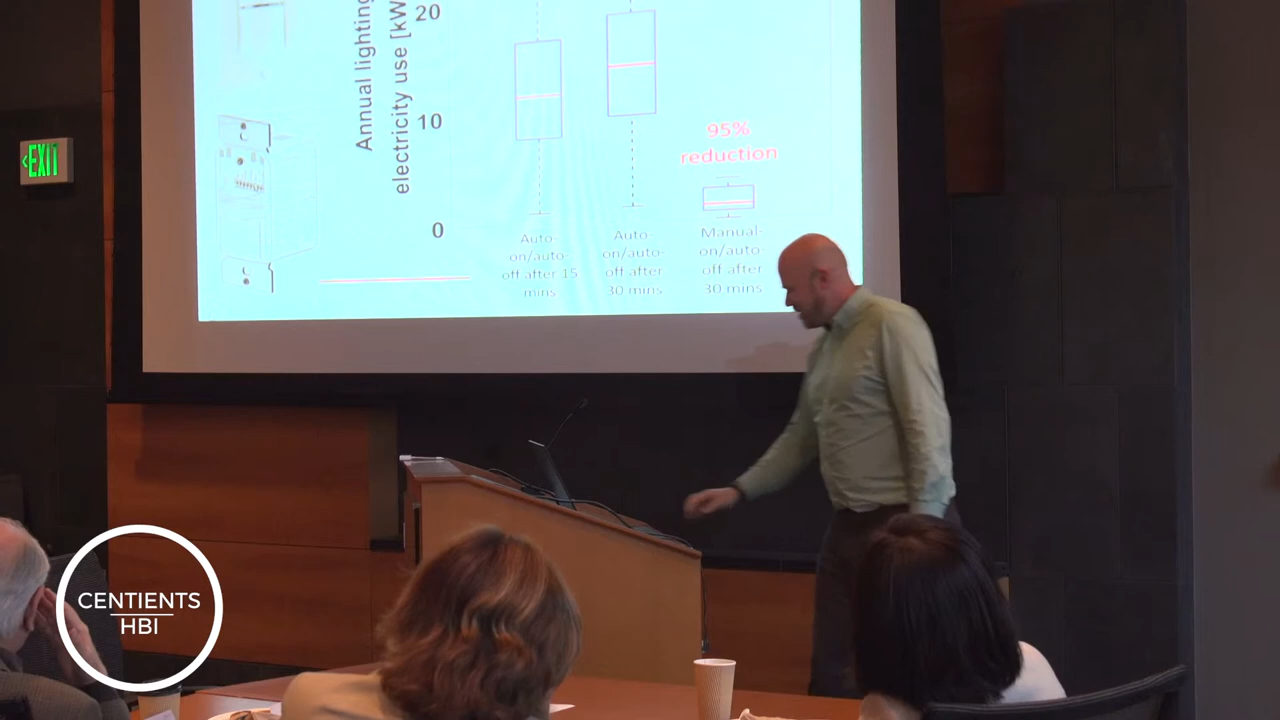 Annual lighting
electricity use [kW
20
10
0
95%
reduction
Auto-
on/auto-
off after 15
mins
Auto-
on/auto-
off after
30 mins
Manual-
on/auto-
off after
30 mins
<EXIT
CENTIENTS
HBI